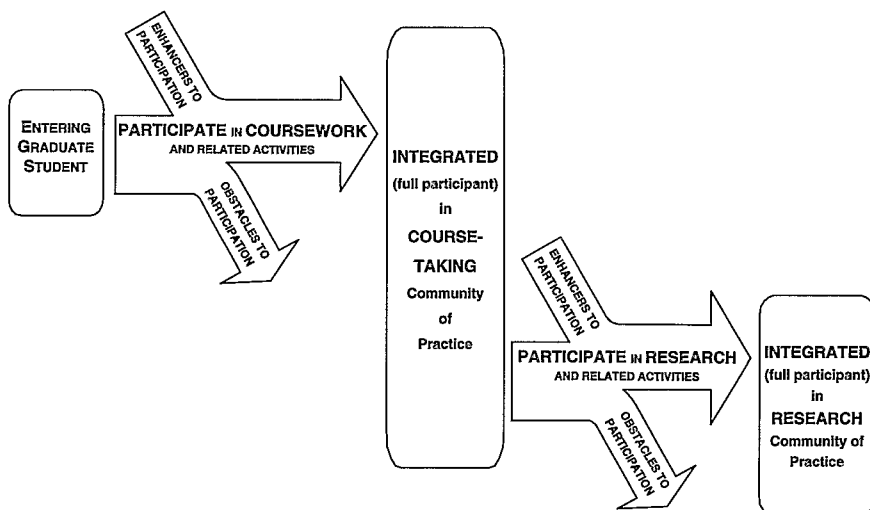 ENTERING
GRADUATE
STUDENT
ENHANCERS TO
PARTICIPATION
PARTICIPATE IN COURSEWORK
AND RELATED ACTIVITIES
OBSTACLES TO
PARTICIPATION
INTEGRATED
(full participant)
in
COURSE-
TAKING
Community
of
Practice
ENHANCERS TO
PARTICIPATION
PARTICIPATE IN RESEARCH
AND RELATED ACTIVITIES
OBSTACLES TO
PARTICIPATION
INTEGRATED
(full participant)
in
RESEARCH
Community of
Practice